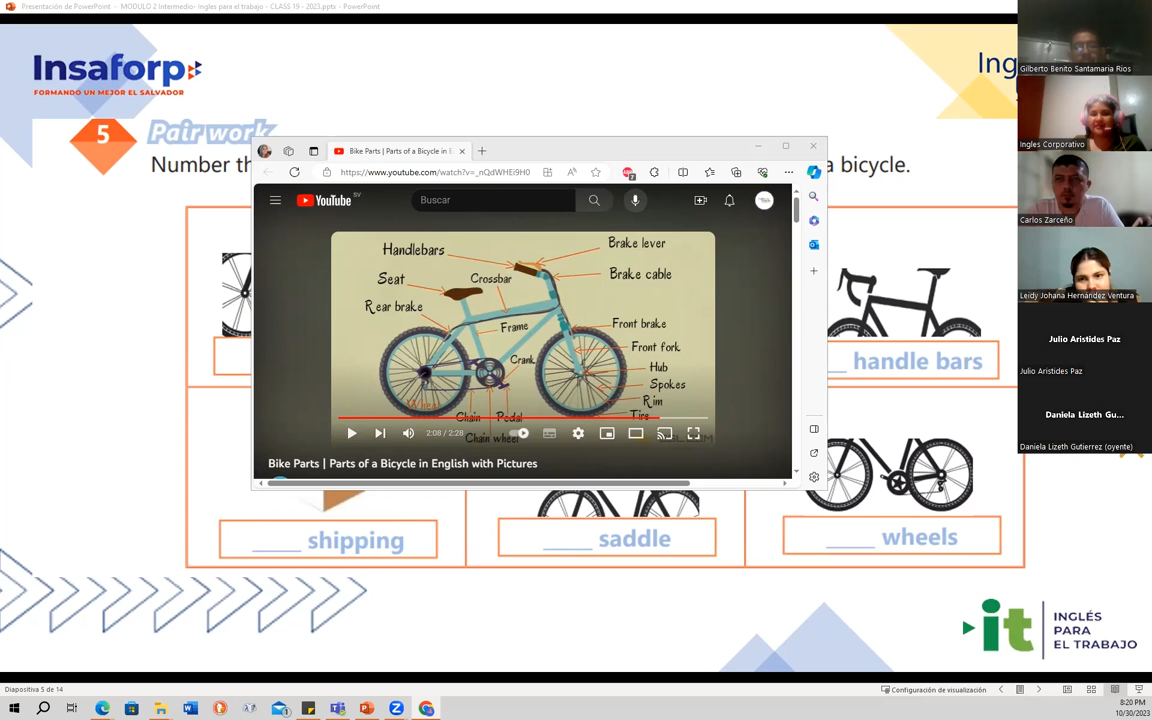 Presentación de PowerPoint - MODULO 2 Intermedio- Ingles para el trabajo - CLASS 19 - 2023.pptx - PowerPoint
Insaforp
FORMANDO UN MEJOR EL SALVADOR
Ing
5
Pair work
Number th
a bicycle.
Bike Parts | Parts of a Bicycle in E
https://www.youtube.com/watch?v=_nQdWHEi9H0
7
YouTube
SV
Buscar
Handlebars
Brake lever
Seat
Crossbar
Brake cable
Rear brake
Frame
Front brake
Front fork
Crank
Hub
Spokes
Rim
Tire
Chain
Pedal
Chain wheel
2:08 / 2:28
Bike Parts | Parts of a Bicycle in English with Pictures
_ handle bars
____ shipping
____ saddle
____ wheels
Gilberto Benito Santamaria Rios
Ingles Corporativo
Carlos Zarceño
Leidy Johana Hernández Ventura
Julio Aristides Paz
Julio Aristides Paz
Daniela Lizeth Gu...
Daniela Lizeth Gutierrez (oyente)
it
INGLÉS
PARA
EL TRABAJO
Diapositiva 5 de 14
Configuración de visualización
8:20 PM
10/30/2023